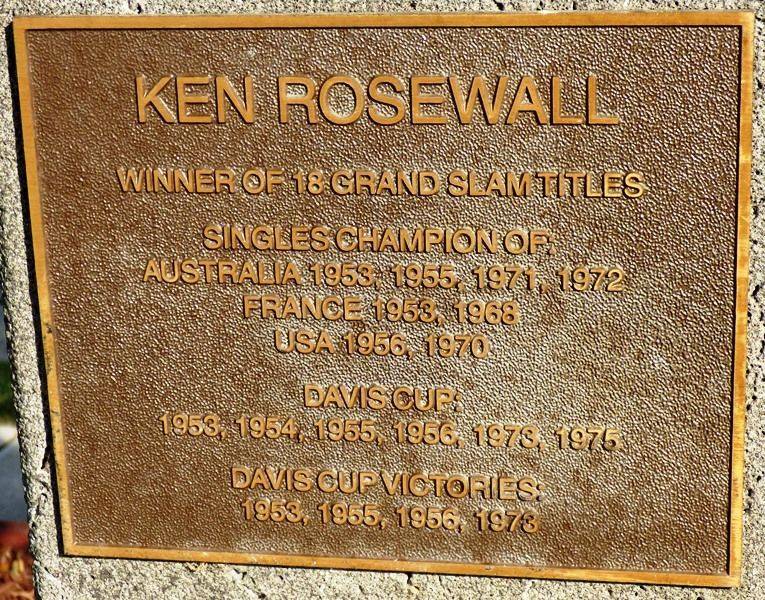 KEN ROSEWALL
WINNER OF 18 GRAND SLAM TITLES
SINGLES CHAMPION OF:
AUSTRALIA 1953, 1955, 1971, 1972
FRANCE 1953, 1968
USA 1956, 1970
DAVIS CUP:
1953, 1954, 1955, 1956, 1973, 1975
DAVIS CUP VICTORIES:
1953, 1955, 1956, 1973